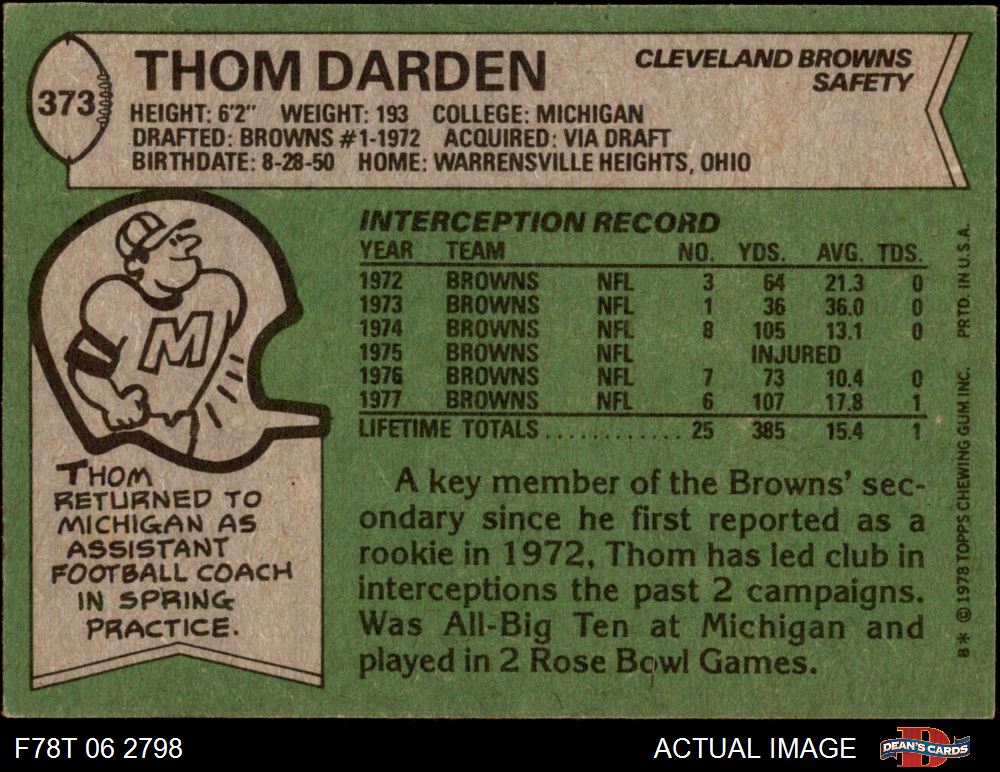 373
THOM DARDEN
CLEVELAND BROWNS
SAFETY
HEIGHT: 6'2" WEIGHT: 193 COLLEGE: MICHIGAN
DRAFTED: BROWNS #1-1972 ACQUIRED: VIA DRAFT
BIRTHDATE: 8-28-50 HOME: WARRENSVILLE HEIGHTS, OHIO
INTERCEPTION RECORD
YEAR TEAM NO. YDS. AVG. TDS.
1972 BROWNS NFL 3 64 21.3 0
1973 BROWNS NFL 1 36 36.0 0
1974 BROWNS NFL 8 105 13.1 0
1975 BROWNS NFL INJURED
1976 BROWNS NFL 7 73 10.4 0
1977 BROWNS NFL 6 107 17.8 1
LIFETIME TOTALS ............ 25 385 15.4 1
M
THOM
RETURNED TO
MICHIGAN AS
ASSISTANT
FOOTBALL COACH
IN SPRING
PRACTICE.
A key member of the Browns' sec-
ondary since he first reported as a
rookie in 1972, Thom has led club in
interceptions the past 2 campaigns.
Was All-Big Ten at Michigan and
played in 2 Rose Bowl Games.
B* ©1978 TOPPS CHEWING GUM INC. PRTD. IN U.S.A.
F78T 06 2798
ACTUAL IMAGE
D
DEAN'S CARDS